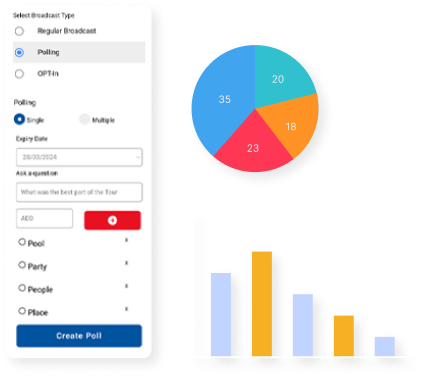 Select Broadcast Type
Regular Broadcast
Polling
OPT-In
Polling
Single Multiple
Expiry Date
28/03/2024
Ask a question
What was the best part of the Tour
ADD
Pool x
Party x
People x
Place x
Create Poll
35
20
18
23